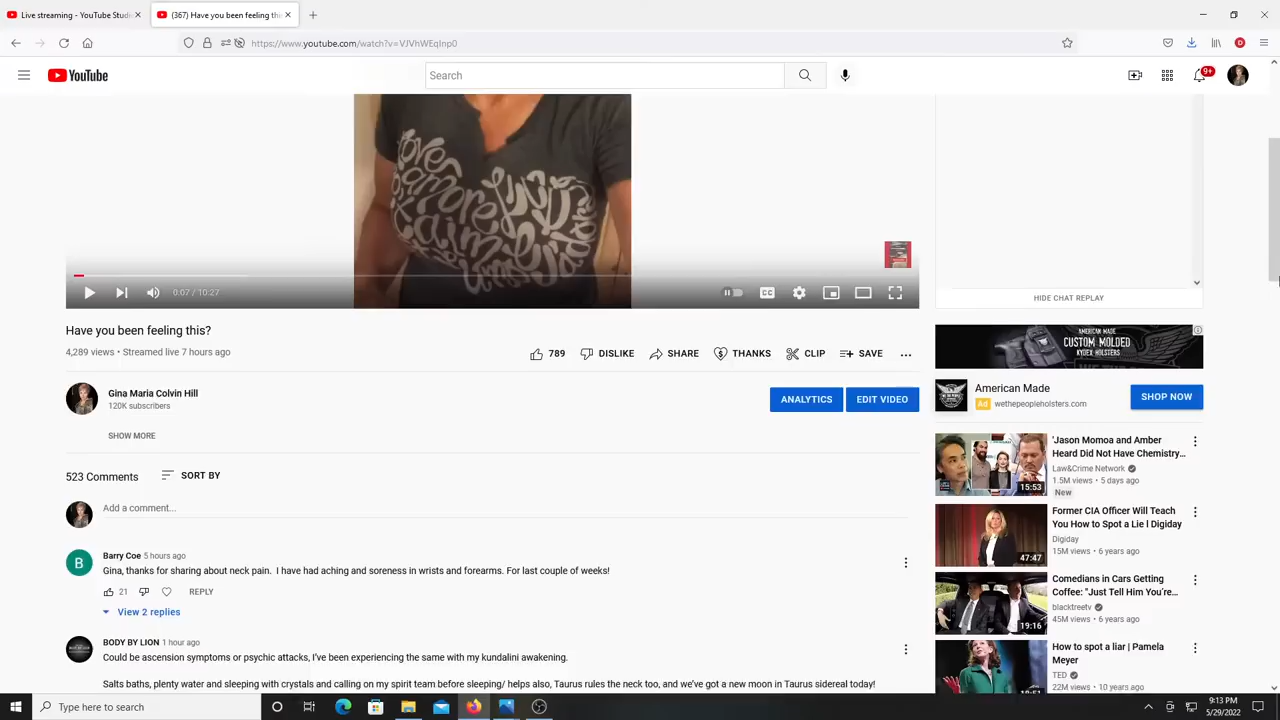 Live streaming - YouTube Studi
(367) Have you been feeling thi
https://www.youtube.com/watch?v=VJVhWEqInp0
YouTube
Search
9+
D
0:07 / 10:27
CC
Have you been feeling this?
4,289 views • Streamed live 7 hours ago
789
DISLIKE
SHARE
THANKS
CLIP
SAVE
Gina Maria Colvin Hill
120K subscribers
ANALYTICS
EDIT VIDEO
SHOW MORE
523 Comments
SORT BY
Add a comment...
B
Barry Coe 5 hours ago
Gina, thanks for sharing about neck pain. I have had aching and soreness in wrists and forearms. For last couple of weeks!
21
REPLY
View 2 replies
BODY BY LION 1 hour ago
Could be ascension symptoms or psychic attacks, I've been experiencing the same with my kundalini awakening.
Salts baths, plenty water and sleeping with crystals and calling on my spirit team before sleeping/ helps also, Taurus rules the neck too, and we've got a new moon in Taurus sidereal today!
HIDE CHAT REPLAY
AMERICAN MADE
CUSTOM MOLDED
KYDEX HOLSTERS
American Made
Ad wethepeopleholsters.com
SHOP NOW
'Jason Momoa and Amber
Heard Did Not Have Chemistry...
Law&Crime Network
1.5M views • 5 days ago
New
15:53
Former CIA Officer Will Teach
You How to Spot a Lie l Digiday
Digiday
15M views • 6 years ago
47:47
Comedians in Cars Getting
Coffee: "Just Tell Him You're...
blacktreetv
45M views • 6 years ago
19:16
How to spot a liar | Pamela
Meyer
TED
22M views • 10 years ago
18:51
Type here to search
9:13 PM
5/29/2022